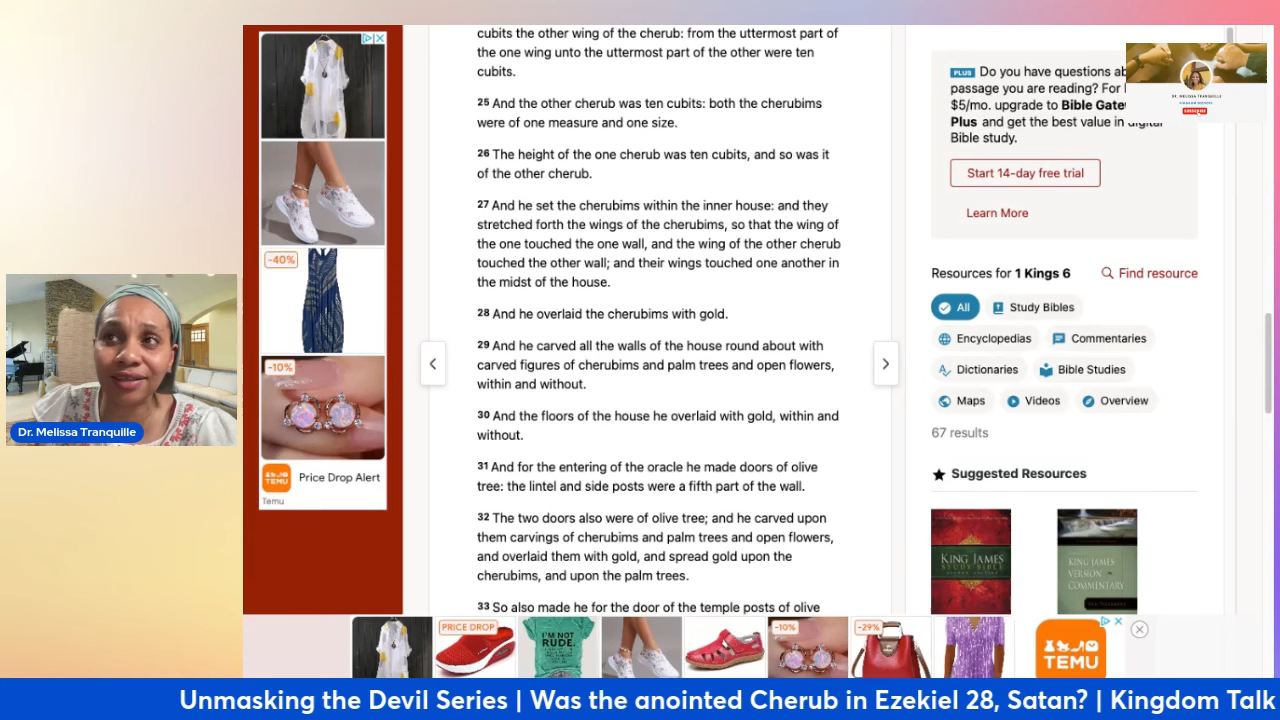 cubits the other wing of the cherub: from the uttermost part of
the one wing unto the uttermost part of the other were ten
cubits.
25 And the other cherub was ten cubits: both the cherubims
were of one measure and one size.
26 The height of the one cherub was ten cubits, and so was it
of the other cherub.
27 And he set the cherubims within the inner house: and they
stretched forth the wings of the cherubims, so that the wing of
the one touched the one wall, and the wing of the other cherub
touched the other wall; and their wings touched one another in
the midst of the house.
28 And he overlaid the cherubims with gold.
29 And he carved all the walls of the house round about with
carved figures of cherubims and palm trees and open flowers,
within and without.
30 And the floors of the house he overlaid with gold, within and
without.
31 And for the entering of the oracle he made doors of olive
tree: the lintel and side posts were a fifth part of the wall.
32 The two doors also were of olive tree; and he carved upon
them carvings of cherubims and palm trees and open flowers,
and overlaid them with gold, and spread gold upon the
cherubims, and upon the palm trees.
33 So also made he for the door of the temple posts of olive
PLUS Do you have questions ab
passage you are reading? For
$5/mo. upgrade to Bible Gate
Plus and get the best value in digital
Bible study.
Start 14-day free trial
Learn More
DR. MELISSA TRANQUILLE
SUBSCRIBE
Resources for 1 Kings 6
Find resource
All
Study Bibles
Encyclopedias
Commentaries
Dictionaries
Bible Studies
Maps
Videos
Overview
67 results
Suggested Resources
KING JAMES
STUDY BIBLE
KING JAMES
VERSION
COMMENTARY
-40%
-10%
TEMU
Price Drop Alert
Temu
Dr. Melissa Tranquille
PRICE DROP
I'M NOT
RUDE.
-10%
-29%
TEMU
Unmasking the Devil Series | Was the anointed Cherub in Ezekiel 28, Satan? | Kingdom Talk